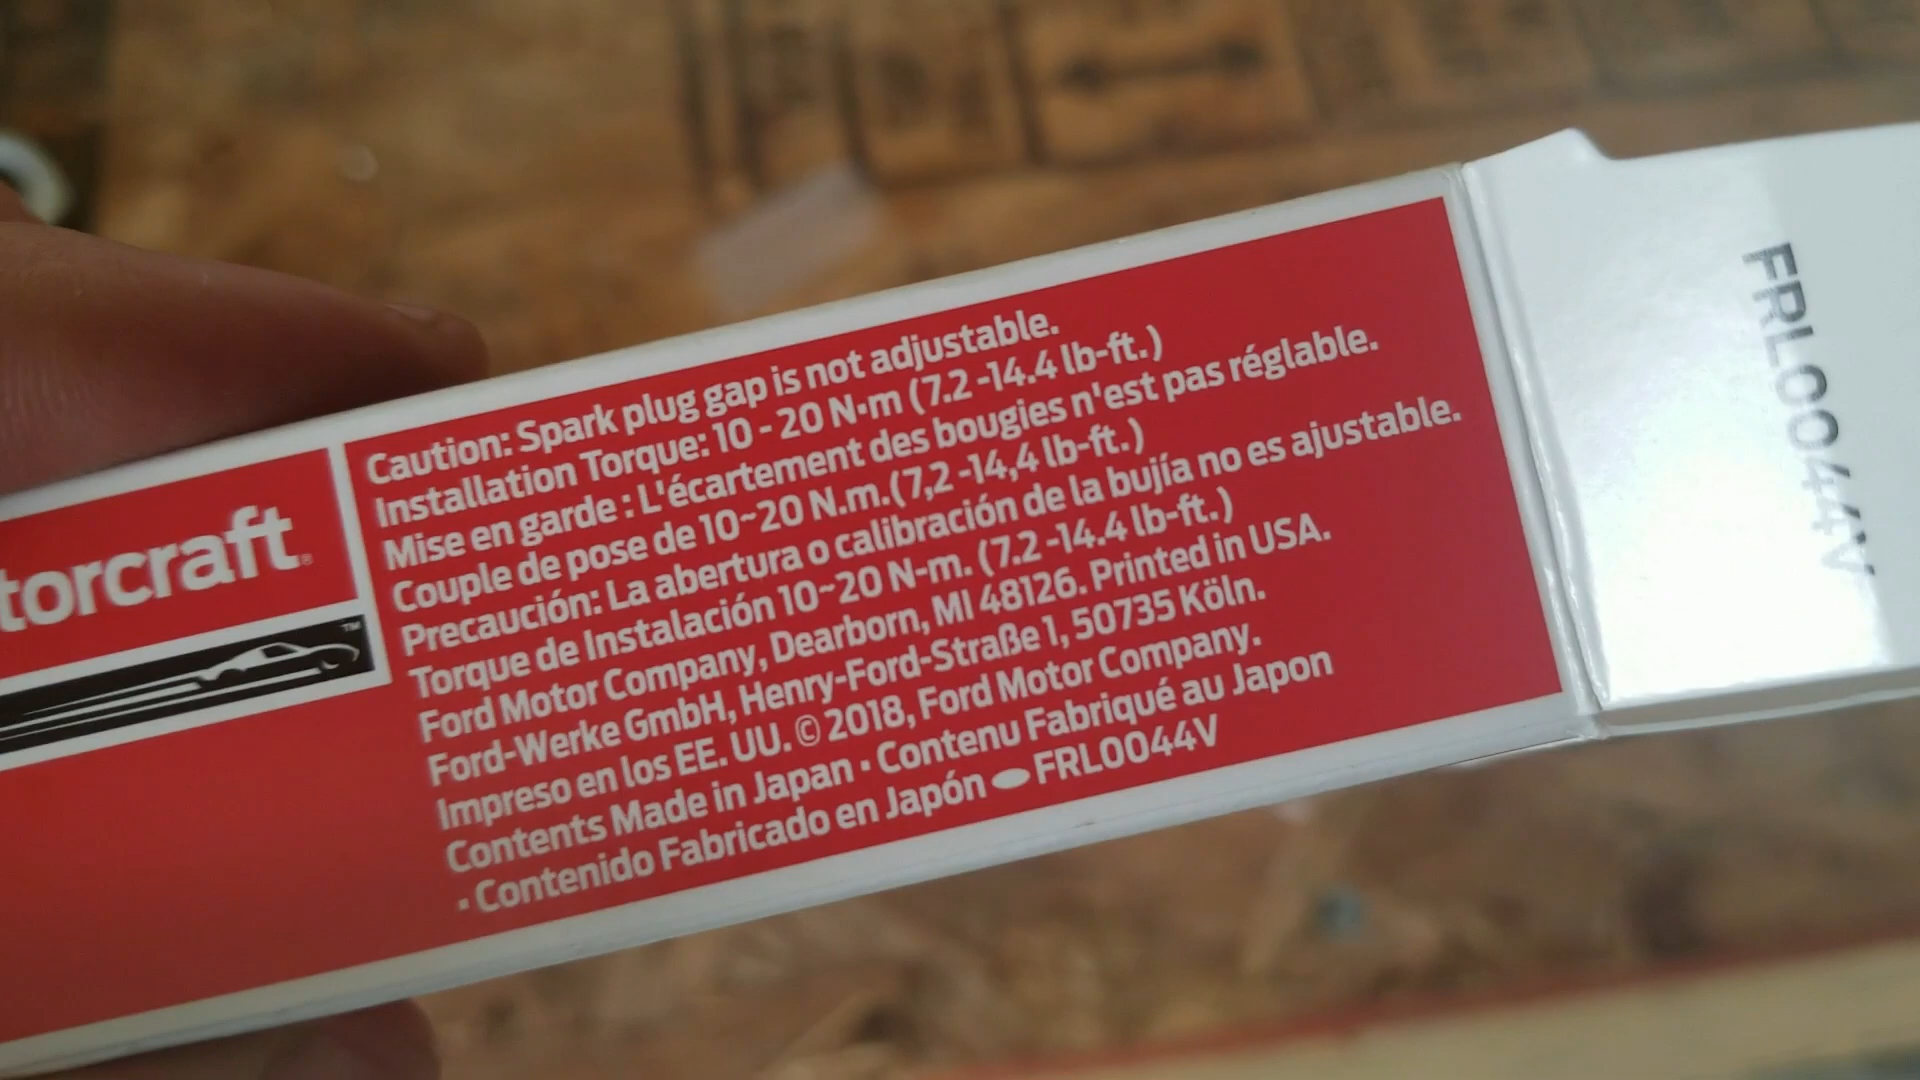 torcraft®
™
Caution: Spark plug gap is not adjustable.
Installation Torque: 10 - 20 N•m (7.2 -14.4 lb-ft.)
Mise en garde : L'écartement des bougies n'est pas réglable.
Couple de pose de 10~20 N.m.(7,2 -14,4 lb-ft.)
Precaución: La abertura o calibración de la bujía no es ajustable.
Torque de Instalación 10~20 N-m. (7.2 -14.4 lb-ft.)
Ford Motor Company, Dearborn, MI 48126. Printed in USA.
Ford-Werke GmbH, Henry-Ford-Straße 1, 50735 Köln.
Impreso en los EE. UU. © 2018, Ford Motor Company.
Contents Made in Japan • Contenu Fabriqué au Japon
• Contenido Fabricado en Japón FRL0044V
FRL0044V